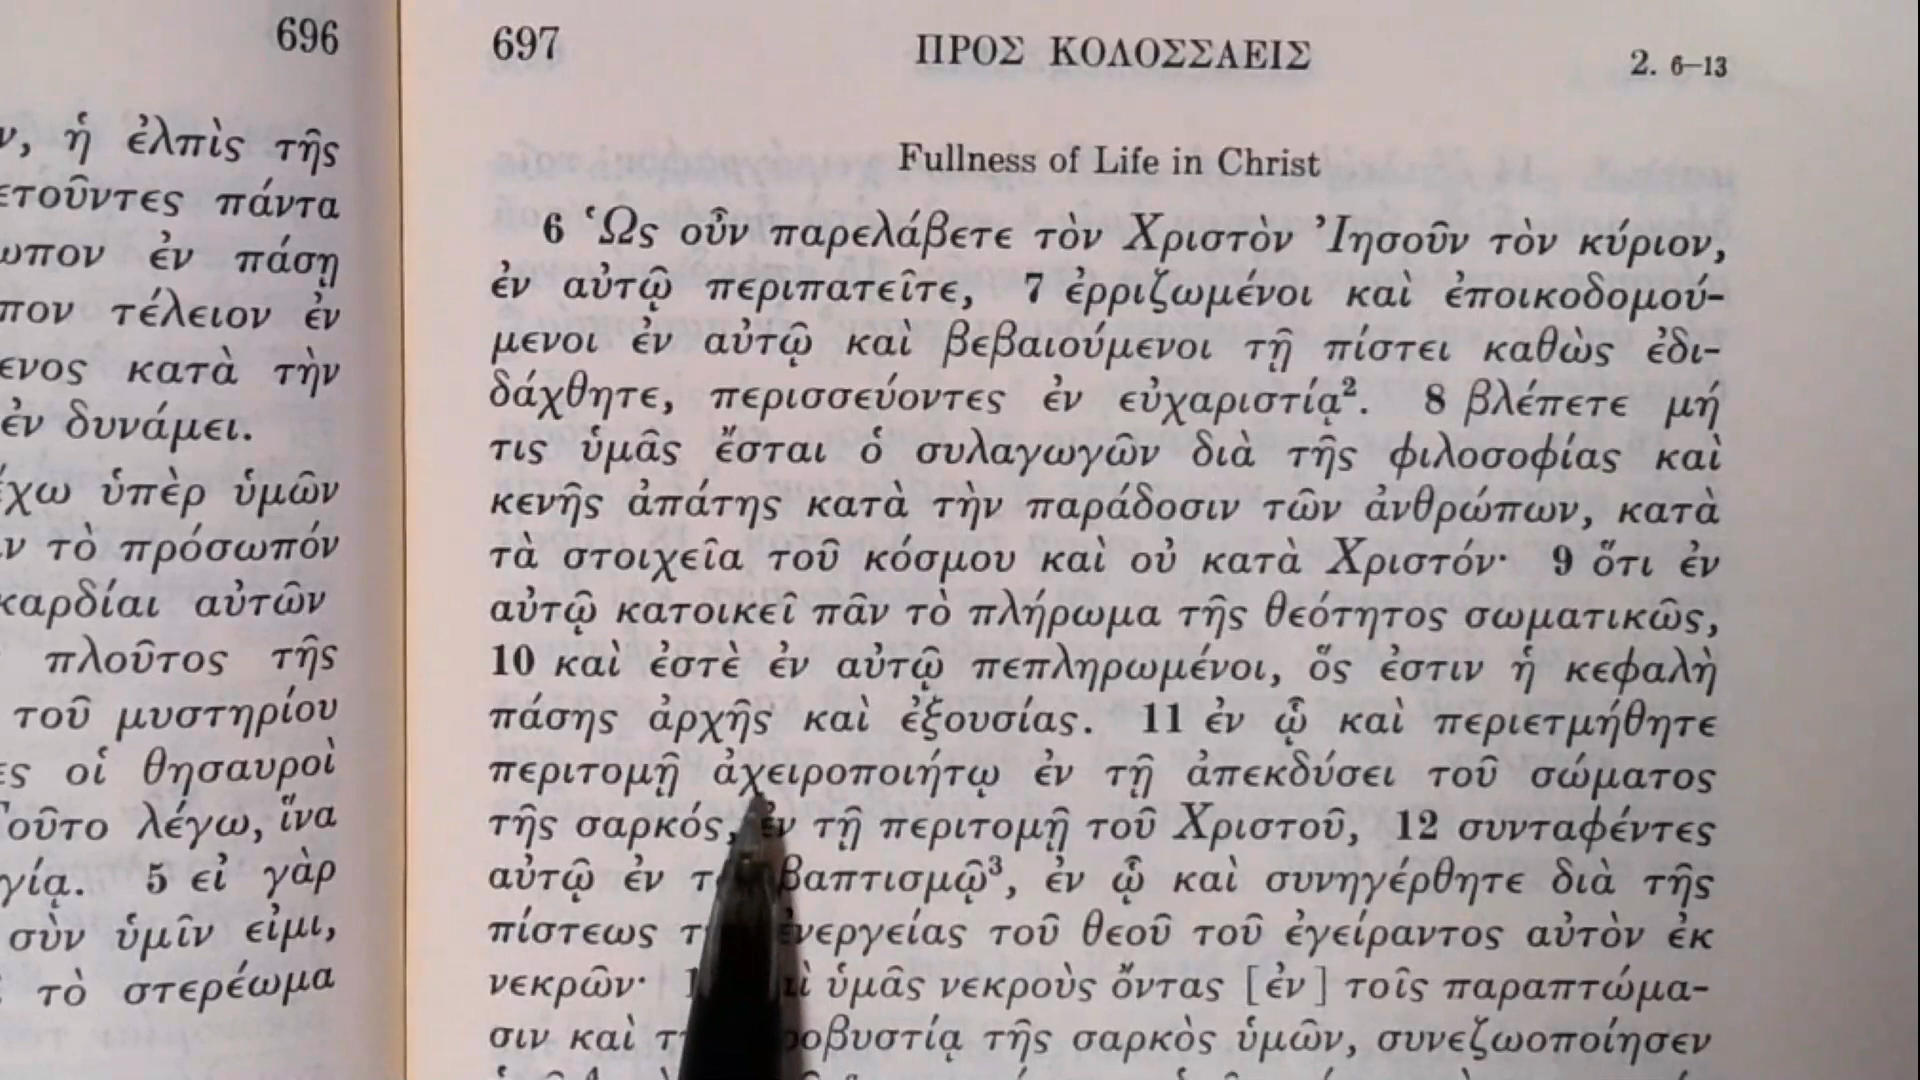 696
ἡ ἐλπὶς τῆς
πάντα
ἐν πάσῃ
τέλειον ἐν
κατὰ τὴν
ἐν δυνάμει.
ὑπὲρ ὑμῶν
τὸ πρόσωπόν
καρδίαι αὐτῶν
πλοῦτος τῆς
τοῦ μυστηρίου
οἱ θησαυροὶ
λέγω, ἵνα
5 εἰ γὰρ
σὺν ὑμῖν εἰμι,
τὸ στερέωμα
697 ΠΡΟΣ ΚΟΛΟΣΣΑΕΙΣ 2. 6–13
Fullness of Life in Christ
6 Ὡς οὖν παρελάβετε τὸν Χριστὸν Ἰησοῦν τὸν κύριον,
ἐν αὐτῷ περιπατεῖτε, 7 ἐρριζωμένοι καὶ ἐποικοδομού-
μενοι ἐν αὐτῷ καὶ βεβαιούμενοι τῇ πίστει καθὼς ἐδι-
δάχθητε, περισσεύοντες ἐν εὐχαριστίᾳ². 8 βλέπετε μή
τις ὑμᾶς ἔσται ὁ συλαγωγῶν διὰ τῆς φιλοσοφίας καὶ
κενῆς ἀπάτης κατὰ τὴν παράδοσιν τῶν ἀνθρώπων, κατὰ
τὰ στοιχεῖα τοῦ κόσμου καὶ οὐ κατὰ Χριστόν· 9 ὅτι ἐν
αὐτῷ κατοικεῖ πᾶν τὸ πλήρωμα τῆς θεότητος σωματικῶς,
10 καὶ ἐστὲ ἐν αὐτῷ πεπληρωμένοι, ὅς ἐστιν ἡ κεφαλὴ
πάσης ἀρχῆς καὶ ἐξουσίας. 11 ἐν ᾧ καὶ περιετμήθητε
περιτομῇ ἀχειροποιήτῳ ἐν τῇ ἀπεκδύσει τοῦ σώματος
τῆς σαρκός, ἐν τῇ περιτομῇ τοῦ Χριστοῦ, 12 συνταφέντες
αὐτῷ ἐν βαπτισμῷ³, ἐν ᾧ καὶ συνηγέρθητε διὰ τῆς
πίστεως ἐνεργείας τοῦ θεοῦ τοῦ ἐγείραντος αὐτὸν ἐκ
νεκρῶν· ὑμᾶς νεκροὺς ὄντας [ἐν] τοῖς παραπτώμα-
σιν καὶ τῆς σαρκὸς ὑμῶν, συνεζωοποίησεν